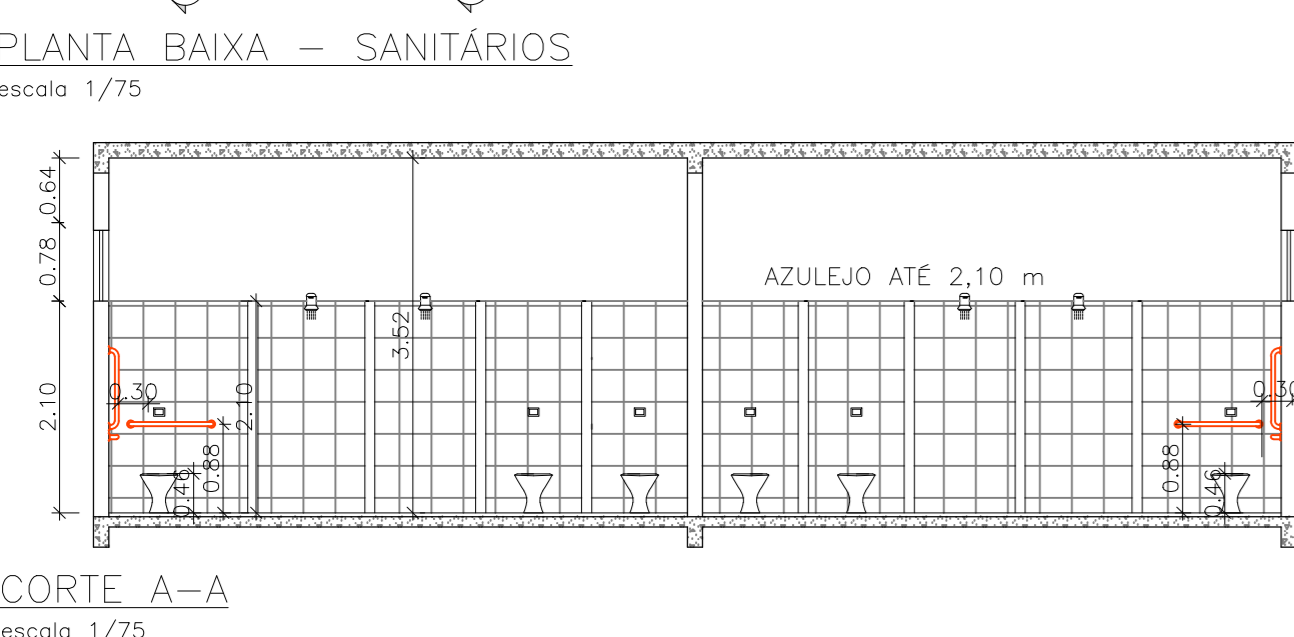 PLANTA BAIXA – SANITÁRIOS
escala 1/75
0.64
0.78
AZULEJO ATÉ 2,10 m
3.52
2.10
0.30
2.10
0.30
0.88
0.46
0.88
0.46
CORTE A–A
escala 1/75